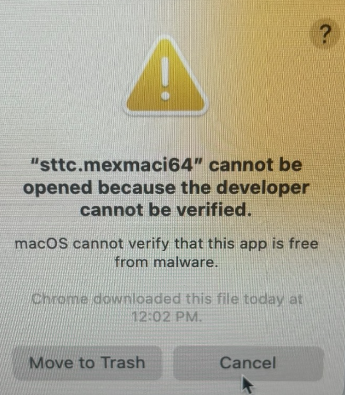 ?
"sttc.mexmaci64" cannot be
opened because the developer
cannot be verified.
macOS cannot verify that this app is free
from malware.
Chrome downloaded this file today at
12:02 PM.
Move to Trash
Cancel